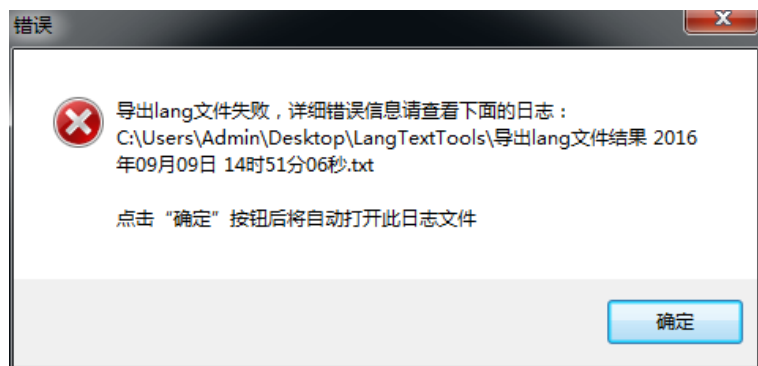 错误
导出lang文件失败，详细错误信息请查看下面的日志：
C:\Users\Admin\Desktop\LangTextTools\导出lang文件结果 2016
年09月09日 14时51分06秒.txt
点击“确定”按钮后将自动打开此日志文件
确定